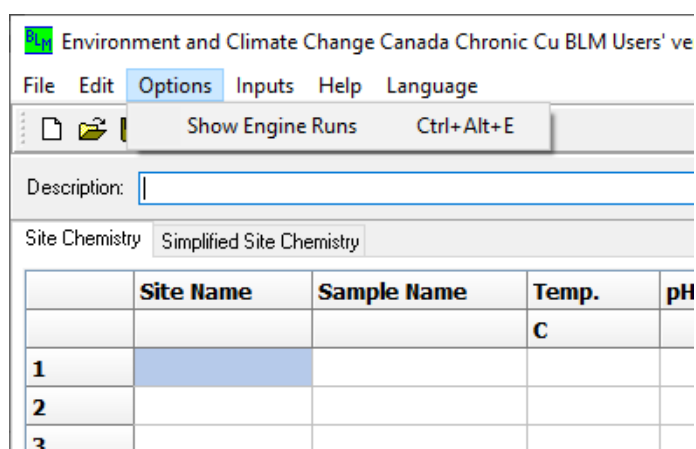 BLM Environment and Climate Change Canada Chronic Cu BLM Users' ve
File Edit Options Inputs Help Language
Show Engine Runs Ctrl+Alt+E
Description:
Site Chemistry Simplified Site Chemistry
Site Name Sample Name Temp. pH
C
1
2
3